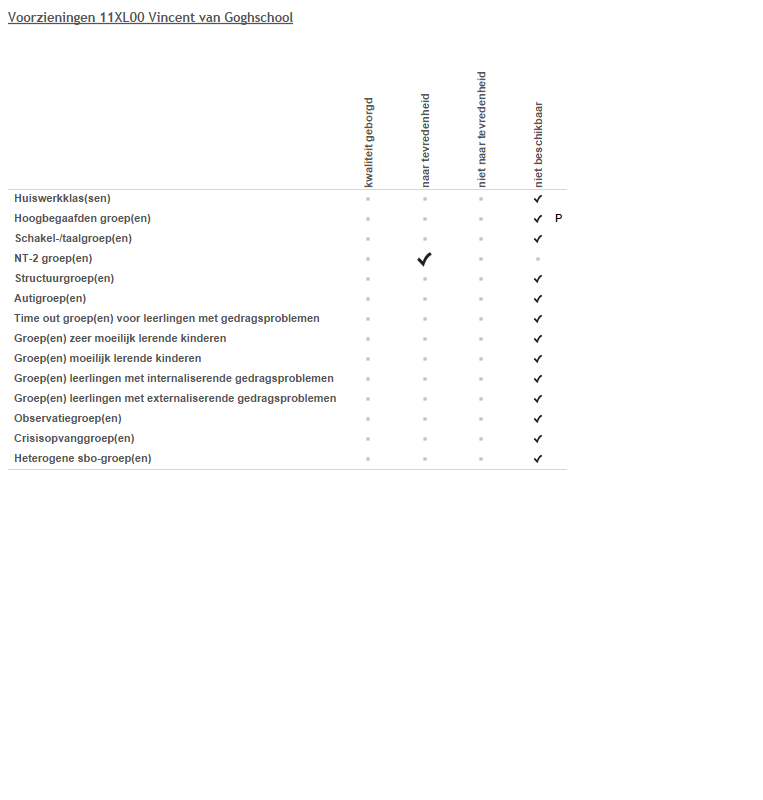 Voorzieningen 11XL00 Vincent van Goghschool
kwaliteit geborgd
naar tevredenheid
niet naar tevredenheid
niet beschikbaar
Huiswerkklas(sen)
Hoogbegaafden groep(en) P
Schakel-/taalgroep(en)
NT-2 groep(en)
Structuurgroep(en)
Autigroep(en)
Time out groep(en) voor leerlingen met gedragsproblemen
Groep(en) zeer moeilijk lerende kinderen
Groep(en) moeilijk lerende kinderen
Groep(en) leerlingen met internaliserende gedragsproblemen
Groep(en) leerlingen met externaliserende gedragsproblemen
Observatiegroep(en)
Crisisopvanggroep(en)
Heterogene sbo-groep(en)